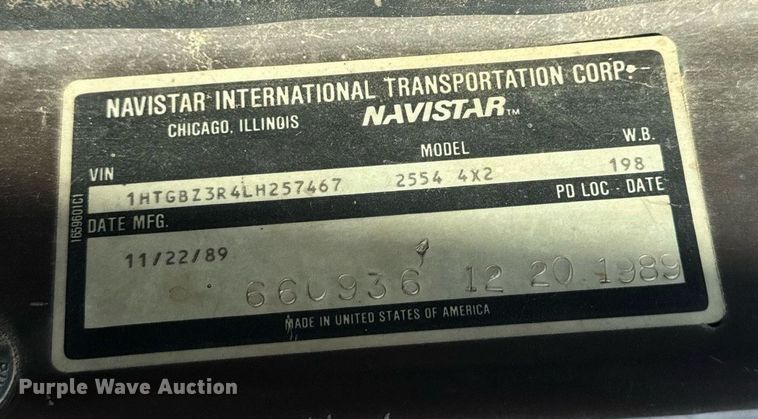 NAVISTAR INTERNATIONAL TRANSPORTATION CORP.
CHICAGO, ILLINOIS NAVISTAR™
VIN MODEL W.B.
1HTGBZ3R4LH257467 2554 4X2 198
DATE MFG. PD LOC - DATE
11/22/89
660936 12 20 1989
MADE IN UNITED STATES OF AMERICA
1659601C1
Purple Wave Auction